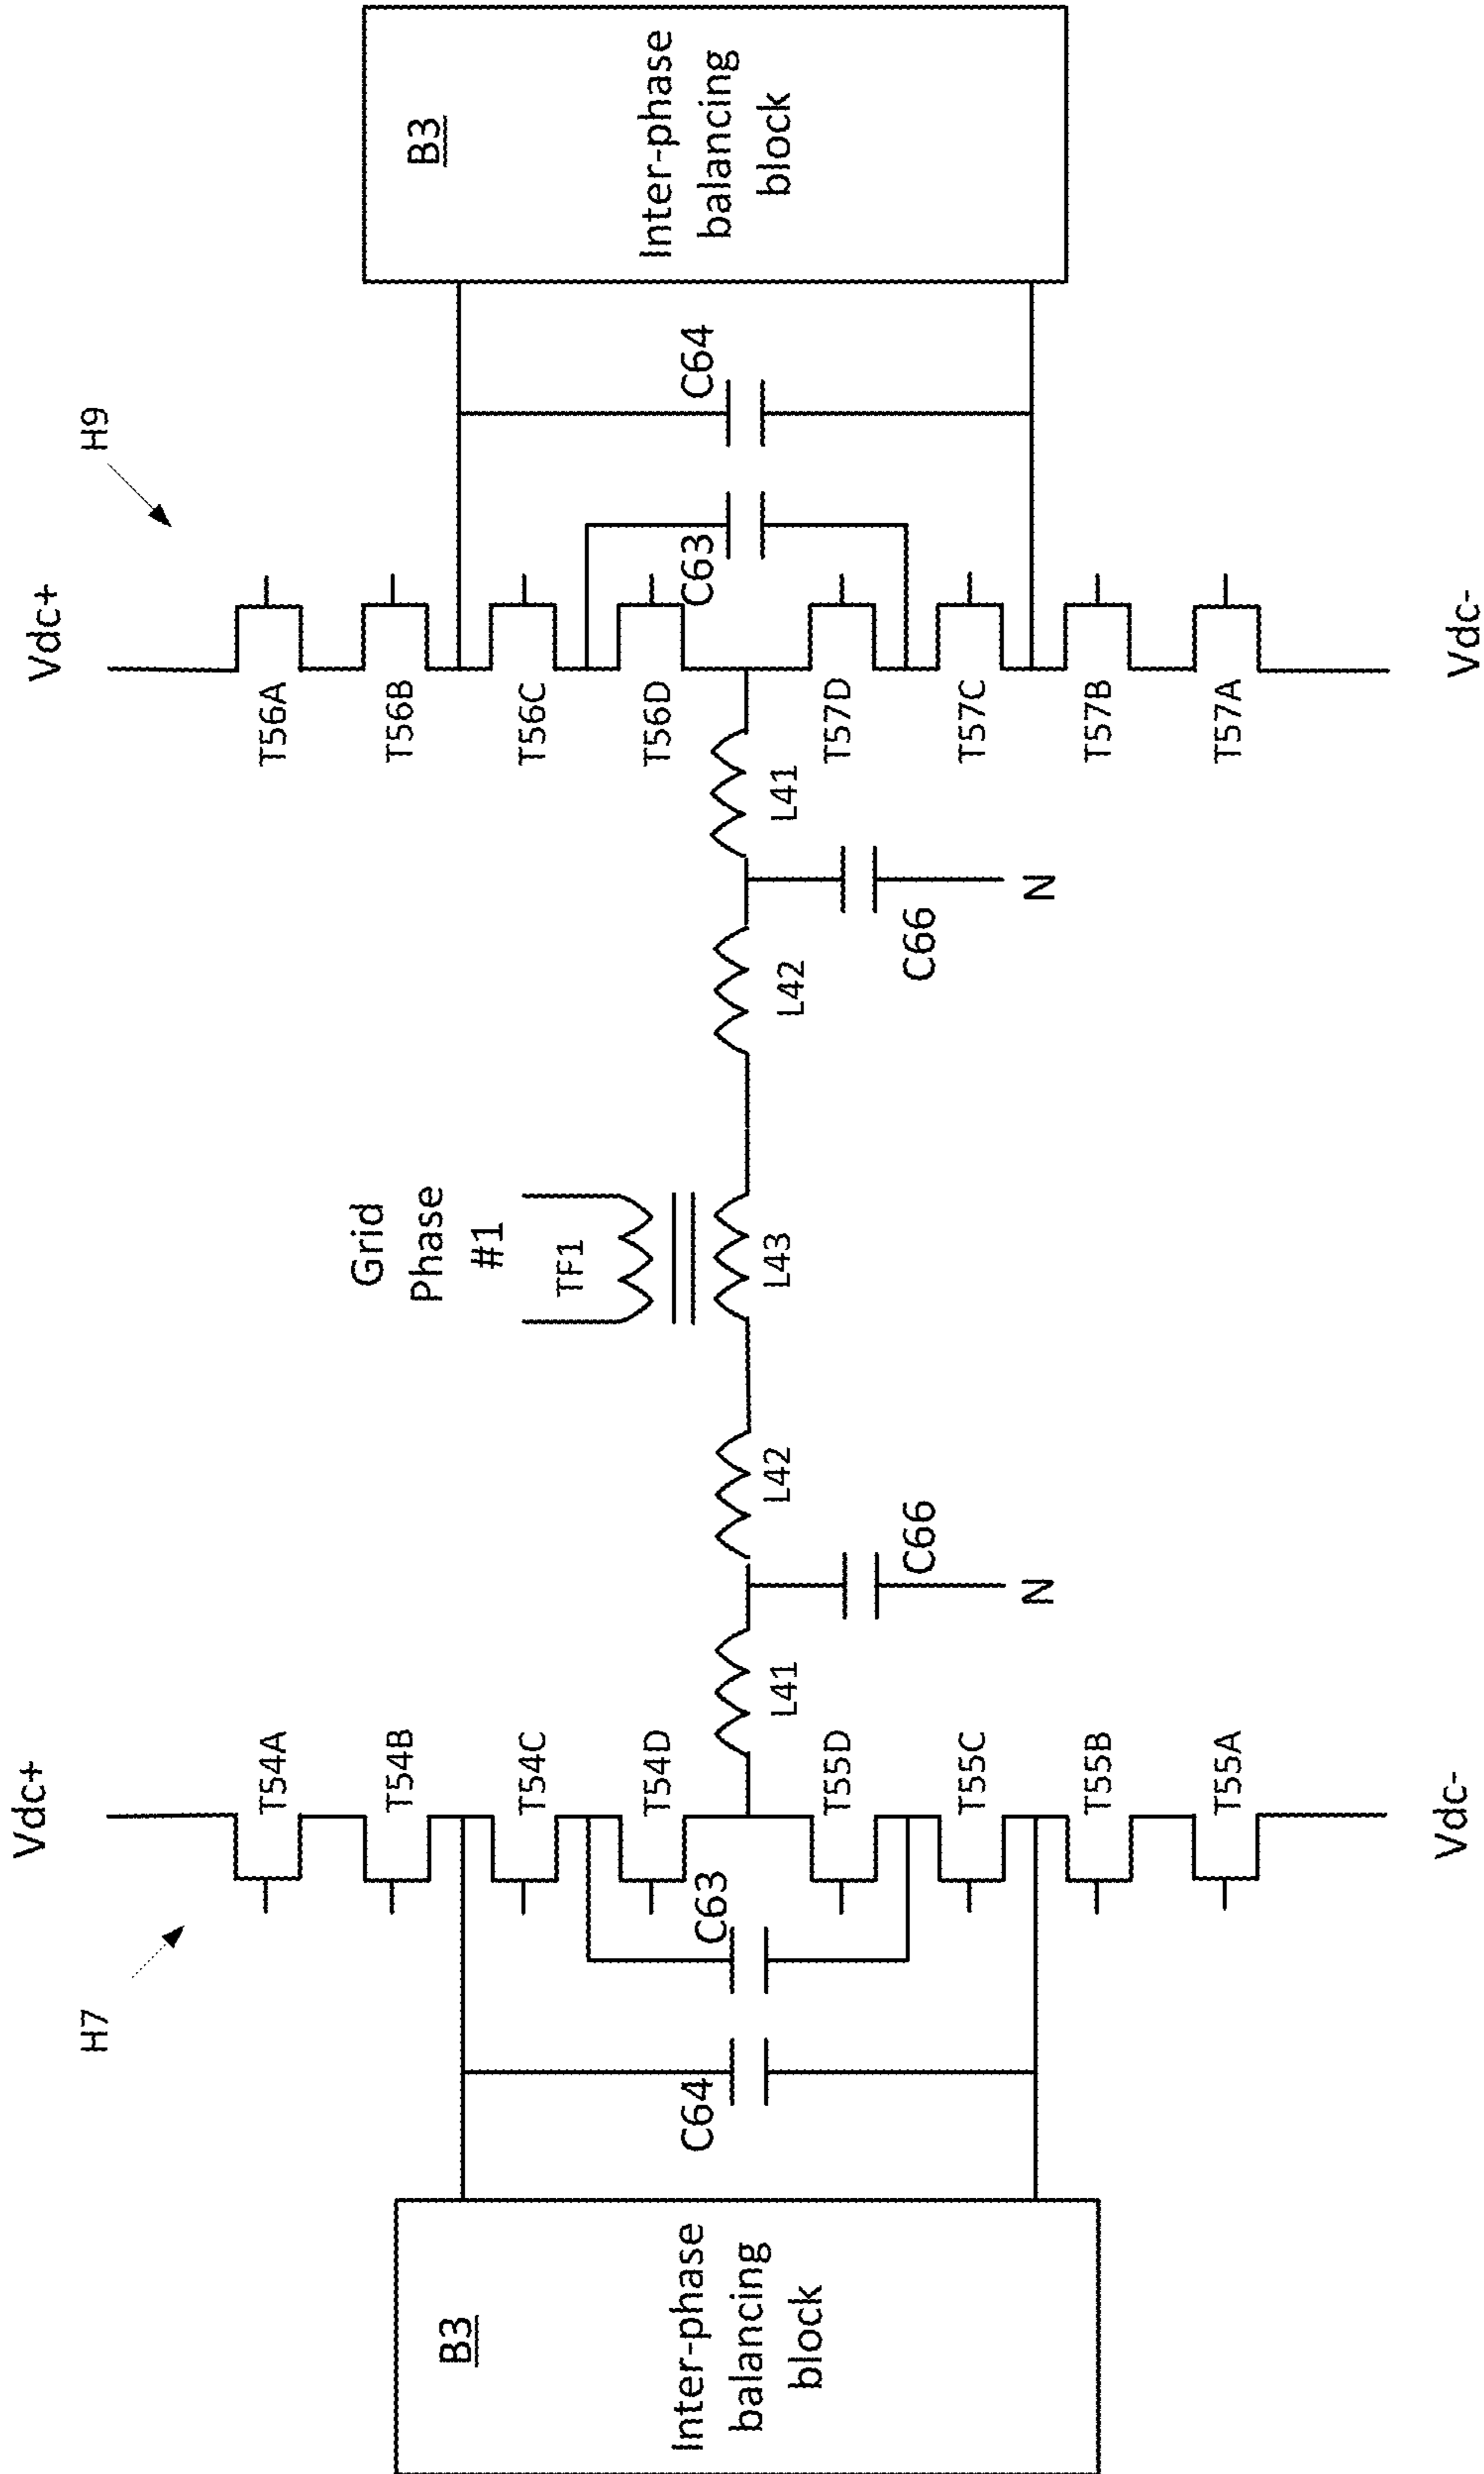 H7
Vdc+
Vdc+
H9
T54A
T54B
T54C
T54D
T55D
T55C
T55B
T55A
C63
C64
B3
Inter-phase
balancing
block
L41
C66
N
L42
Grid
Phase
#1
TF1
L43
L42
L41
C66
N
T56A
T56B
T56C
T56D
T57D
T57C
T57B
T57A
C63
C64
B3
Inter-phase
balancing
block
Vdc-
Vdc-